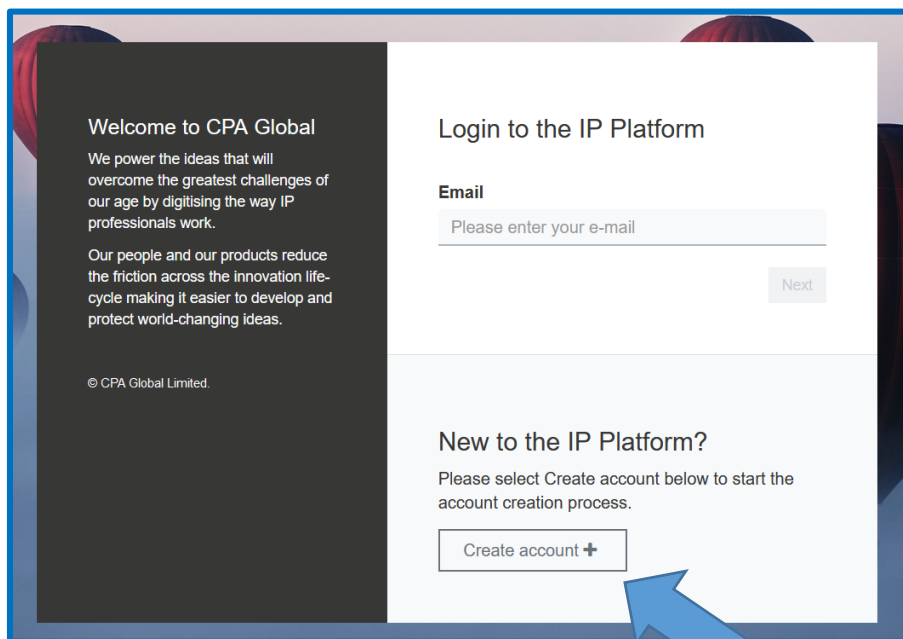 Welcome to CPA Global
We power the ideas that will
overcome the greatest challenges of
our age by digitising the way IP
professionals work.
Our people and our products reduce
the friction across the innovation life-
cycle making it easier to develop and
protect world-changing ideas.
© CPA Global Limited.
Login to the IP Platform
Email
Please enter your e-mail
Next
New to the IP Platform?
Please select Create account below to start the
account creation process.
Create account +